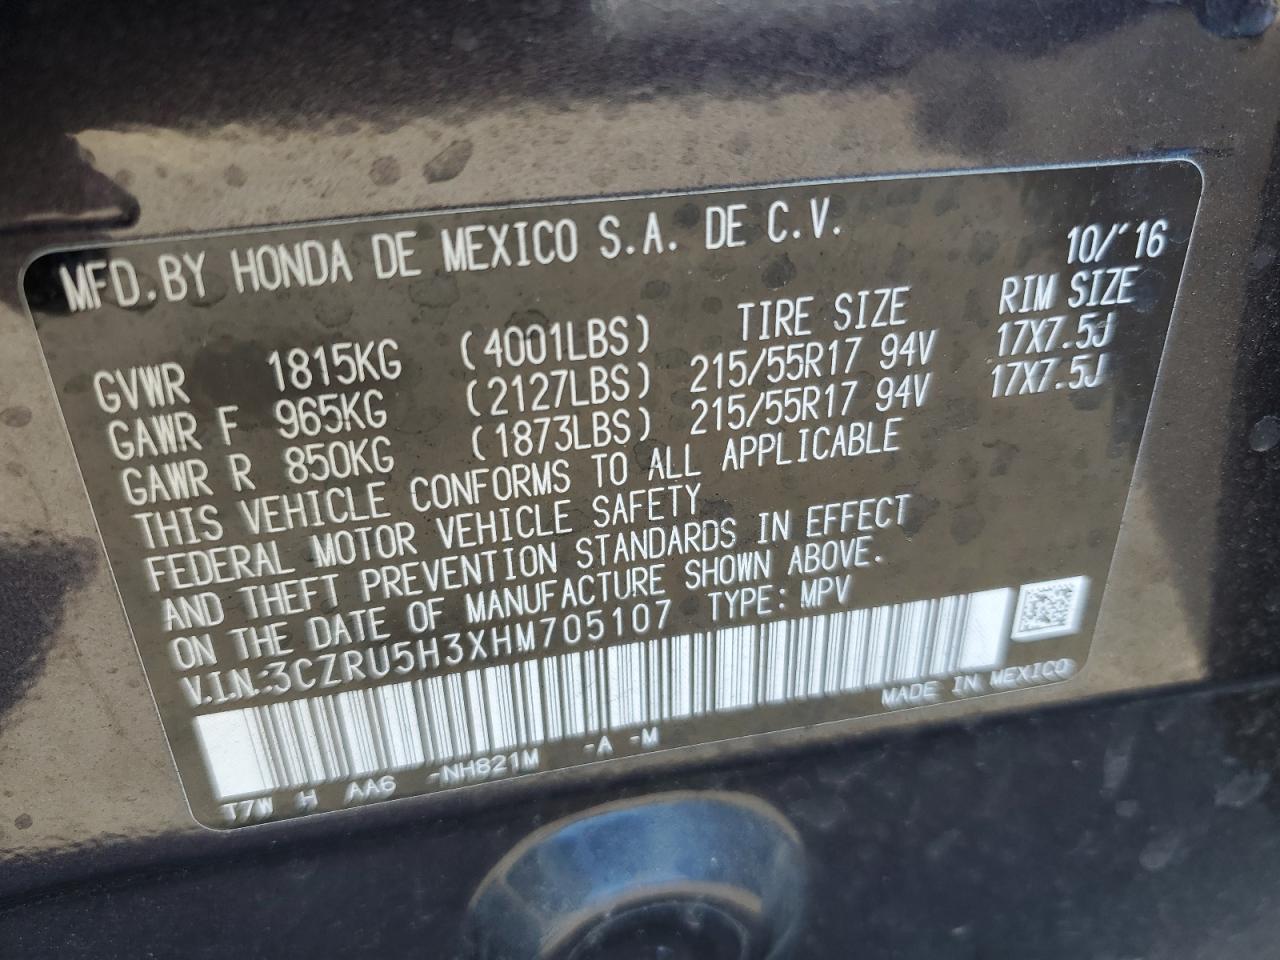 MFD. BY HONDA DE MEXICO S.A. DE C.V.
10/'16
TIRE SIZE RIM SIZE
GVWR 1815KG (4001LBS)
GAWR F 965KG (2127LBS) 215/55R17 94V 17X7.5J
GAWR R 850KG (1873LBS) 215/55R17 94V 17X7.5J
THIS VEHICLE CONFORMS TO ALL APPLICABLE
FEDERAL MOTOR VEHICLE SAFETY
AND THEFT PREVENTION STANDARDS IN EFFECT
ON THE DATE OF MANUFACTURE SHOWN ABOVE.
V.I.N.:3CZRU5H3XHM705107 TYPE: MPV
MADE IN MEXICO
T7W H AA6 -NH821M -A -M